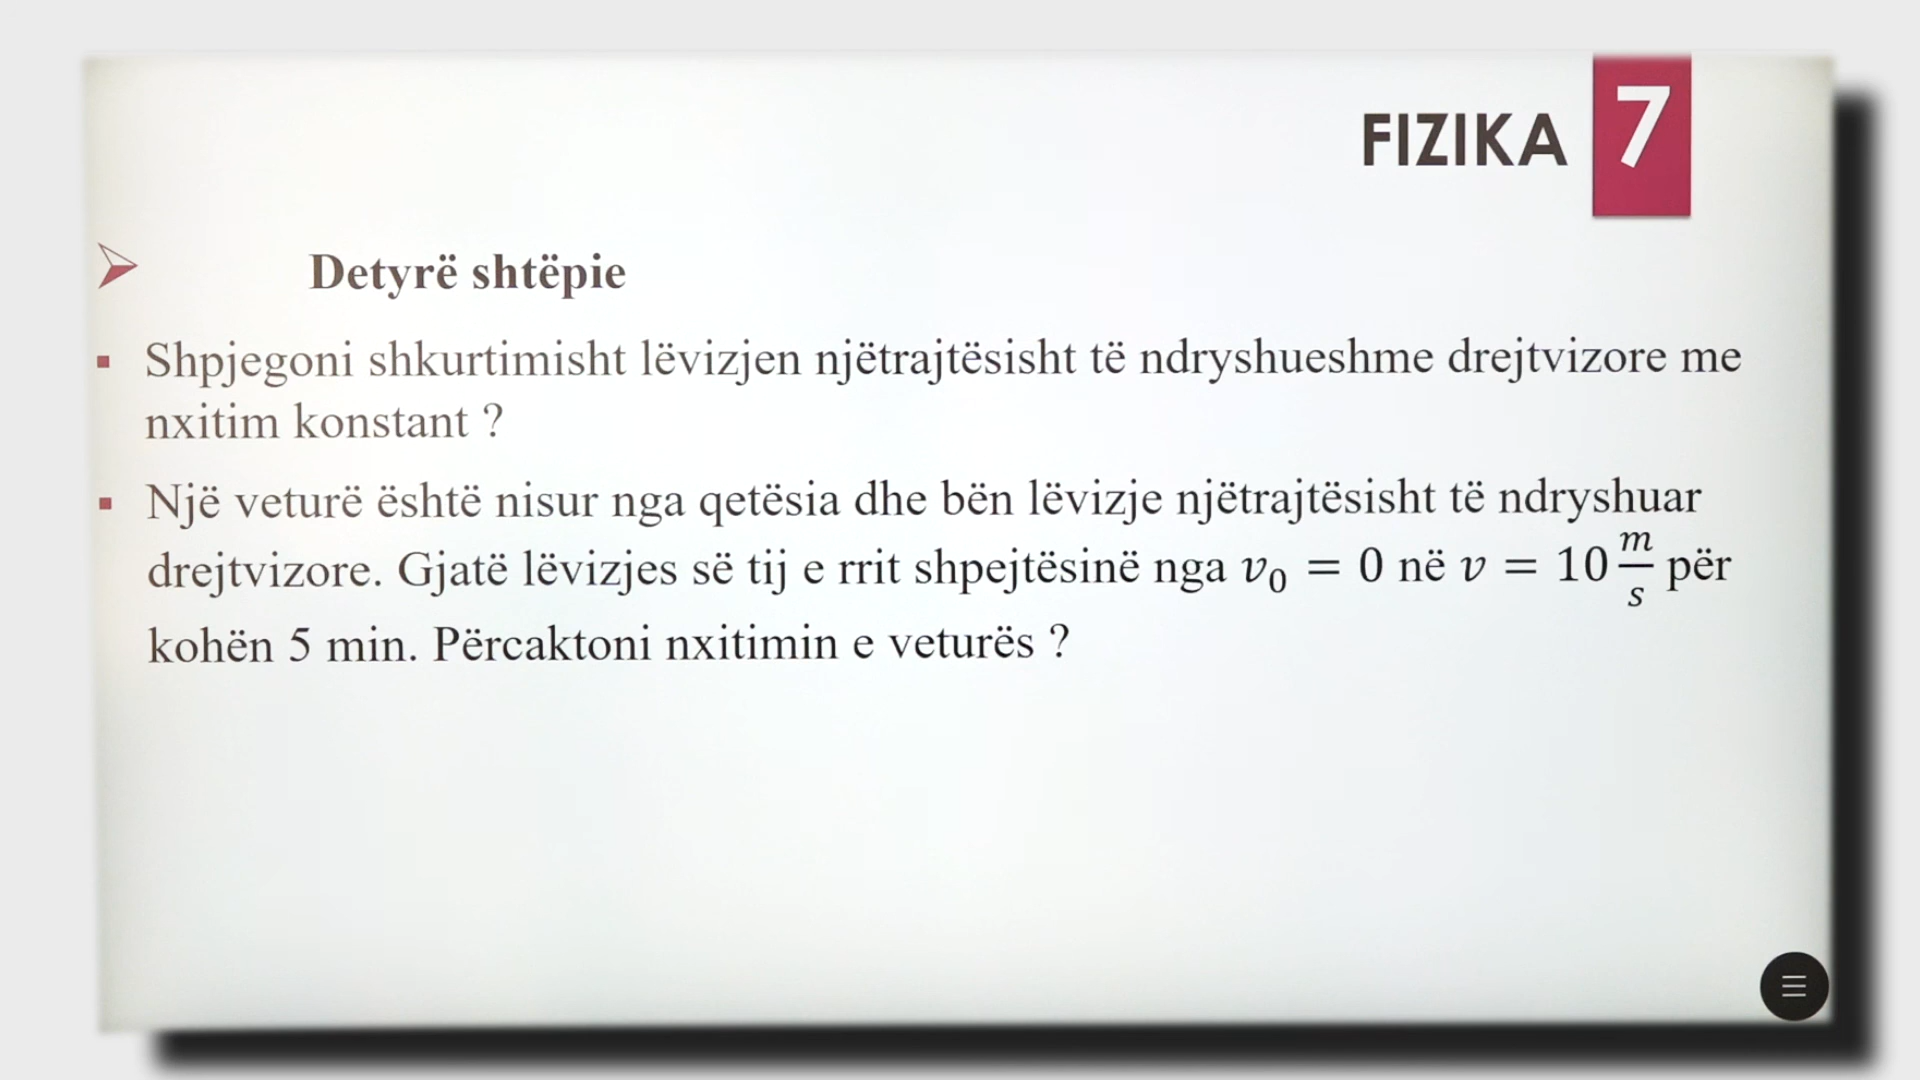 FIZIKA 7
Detyrë shtëpie
Shpjegoni shkurtimisht lëvizjen njëtrajtësisht të ndryshueshme drejtvizore me
nxitim konstant ?
Një veturë është nisur nga qetësia dhe bën lëvizje njëtrajtësisht të ndryshuar
drejtvizore. Gjatë lëvizjes së tij e rrit shpejtësinë nga v₀ = 0 në v = 10 m/s për
kohën 5 min. Përcaktoni nxitimin e veturës ?